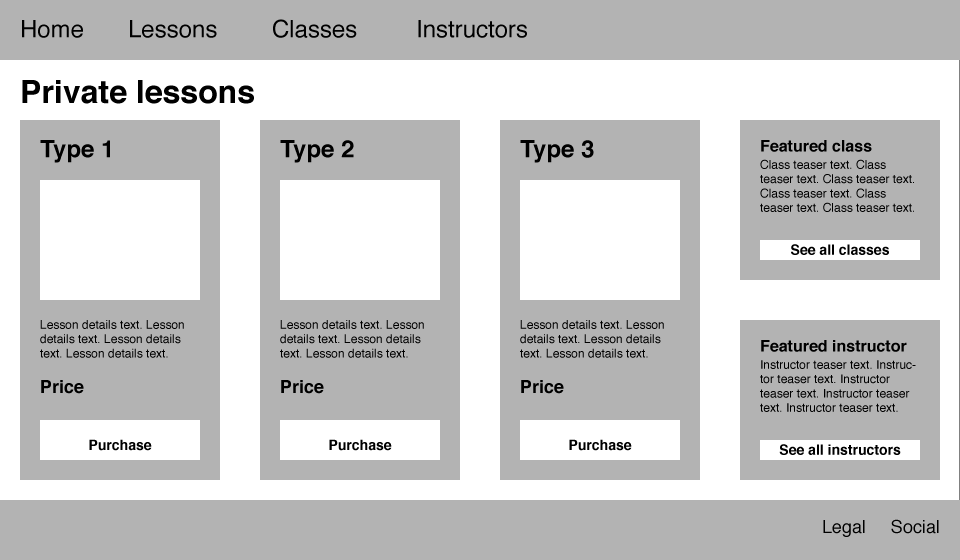 Home Lessons Classes Instructors
Private lessons
Type 1
Lesson details text. Lesson
details text. Lesson details
text. Lesson details text.
Price
Purchase
Type 2
Lesson details text. Lesson
details text. Lesson details
text. Lesson details text.
Price
Purchase
Type 3
Lesson details text. Lesson
details text. Lesson details
text. Lesson details text.
Price
Purchase
Featured class
Class teaser text. Class
teaser text. Class teaser text.
Class teaser text. Class
teaser text. Class teaser text.
See all classes
Featured instructor
Instructor teaser text. Instruc-
tor teaser text. Instructor
teaser text. Instructor teaser
text. Instructor teaser text.
See all instructors
Legal Social